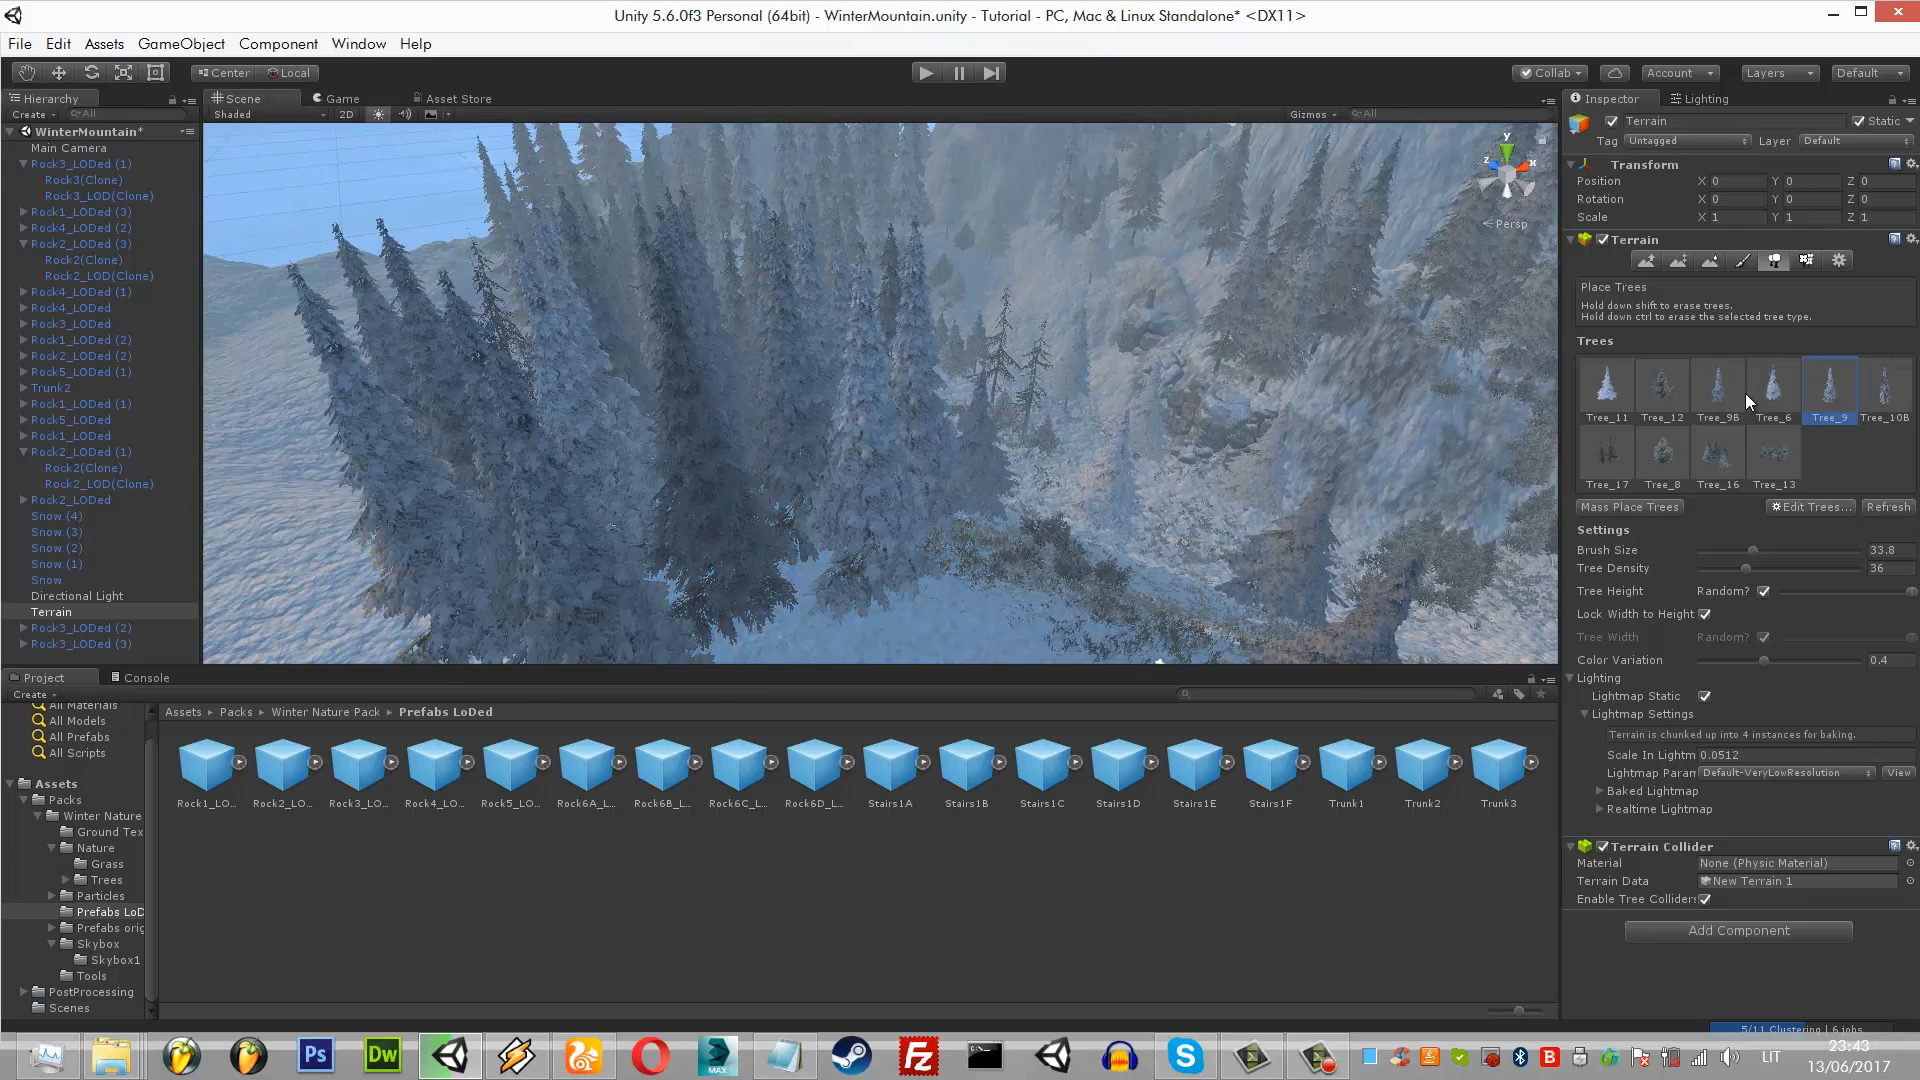 Unity 5.6.0f3 Personal (64bit) - WinterMountain.unity - Tutorial - PC, Mac & Linux Standalone* <DX11>
File Edit Assets GameObject Component Window Help
Center Local
Collab Account Layers Default
Hierarchy
Create All
WinterMountain*
Main Camera
Rock3_LODed (1)
Rock3(Clone)
Rock3_LOD(Clone)
Rock1_LODed (3)
Rock4_LODed (2)
Rock2_LODed (3)
Rock2(Clone)
Rock2_LOD(Clone)
Rock4_LODed (1)
Rock4_LODed
Rock3_LODed
Rock1_LODed (2)
Rock2_LODed (2)
Rock5_LODed (1)
Trunk2
Rock1_LODed (1)
Rock5_LODed
Rock1_LODed
Rock2_LODed (1)
Rock2(Clone)
Rock2_LOD(Clone)
Rock2_LODed
Snow (4)
Snow (3)
Snow (2)
Snow (1)
Snow
Directional Light
Terrain
Rock3_LODed (2)
Rock3_LODed (3)
Scene Game Asset Store
Shaded 2D Gizmos All
y
z x
Persp
Inspector Lighting
Terrain Static
Tag Untagged Layer Default
Transform
Position X 0 Y 0 Z 0
Rotation X 0 Y 0 Z 0
Scale X 1 Y 1 Z 1
Terrain
Place Trees
Hold down shift to erase trees.
Hold down ctrl to erase the selected tree type.
Trees
Tree_11 Tree_12 Tree_9B Tree_6 Tree_9 Tree_10B
Tree_17 Tree_8 Tree_16 Tree_13
Mass Place Trees Edit Trees... Refresh
Settings
Brush Size 33.8
Tree Density 36
Tree Height Random?
Lock Width to Height
Tree Width Random?
Color Variation 0.4
Lighting
Lightmap Static
Lightmap Settings
Terrain is chunked up into 4 instances for baking.
Scale In Lightm 0.0512
Lightmap Paran Default-VeryLowResolution View
Baked Lightmap
Realtime Lightmap
Terrain Collider
Material None (Physic Material)
Terrain Data New Terrain 1
Enable Tree Colliders
Add Component
Project Console
Create
All Materials
All Models
All Prefabs
All Scripts
Assets
Packs
Winter Nature
Ground Tex
Nature
Grass
Trees
Particles
Prefabs LoD
Prefabs orig
Skybox
Skybox1
Tools
PostProcessing
Scenes
Assets Packs Winter Nature Pack Prefabs LoDed
Rock1_LO... Rock2_LO... Rock3_LO... Rock4_LO... Rock5_LO... Rock6A_L... Rock6B_L... Rock6C_L... Rock6D_L... Stairs1A Stairs1B Stairs1C Stairs1D Stairs1E Stairs1F Trunk1 Trunk2 Trunk3
5/11 Clustering | 6 jobs
Ps Dw MAX Fz S B LIT
23:43
13/06/2017